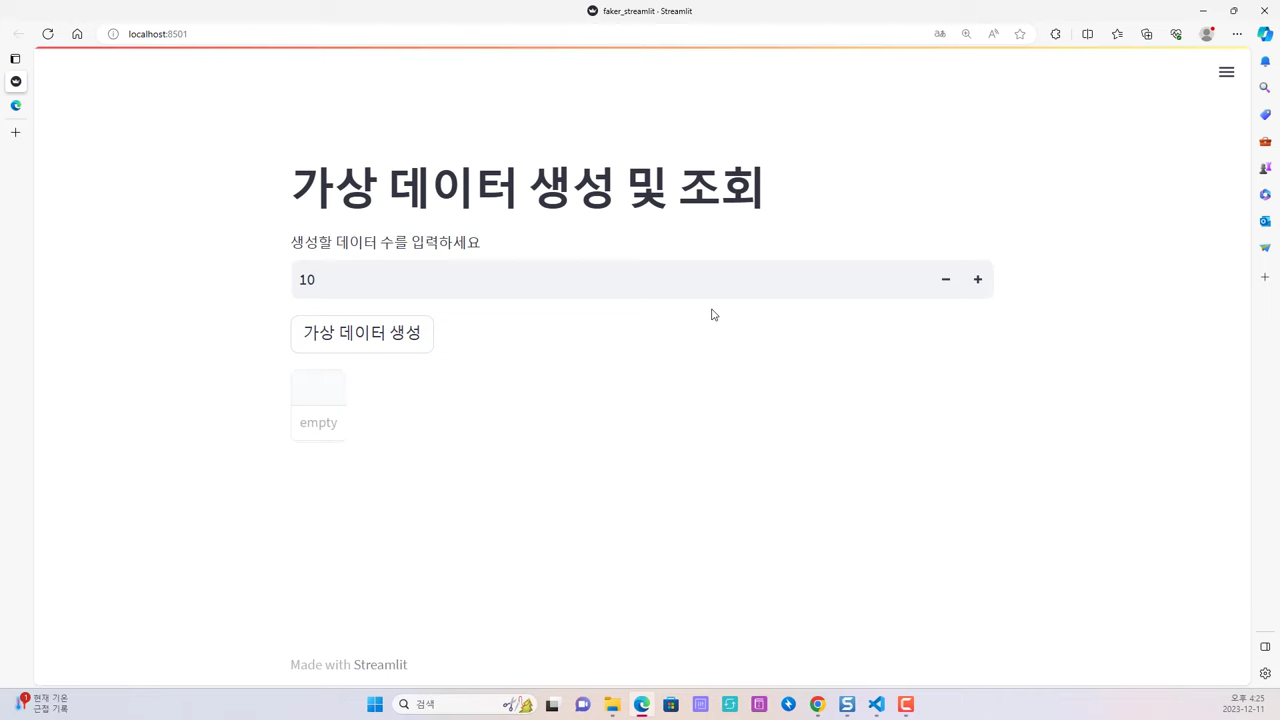 faker_streamlit - Streamlit
localhost:8501
가상 데이터 생성 및 조회
생성할 데이터 수를 입력하세요
10
가상 데이터 생성
empty
Made with Streamlit
1
현재 기온
근접 기록
검색
오후 4:25
2023-12-11